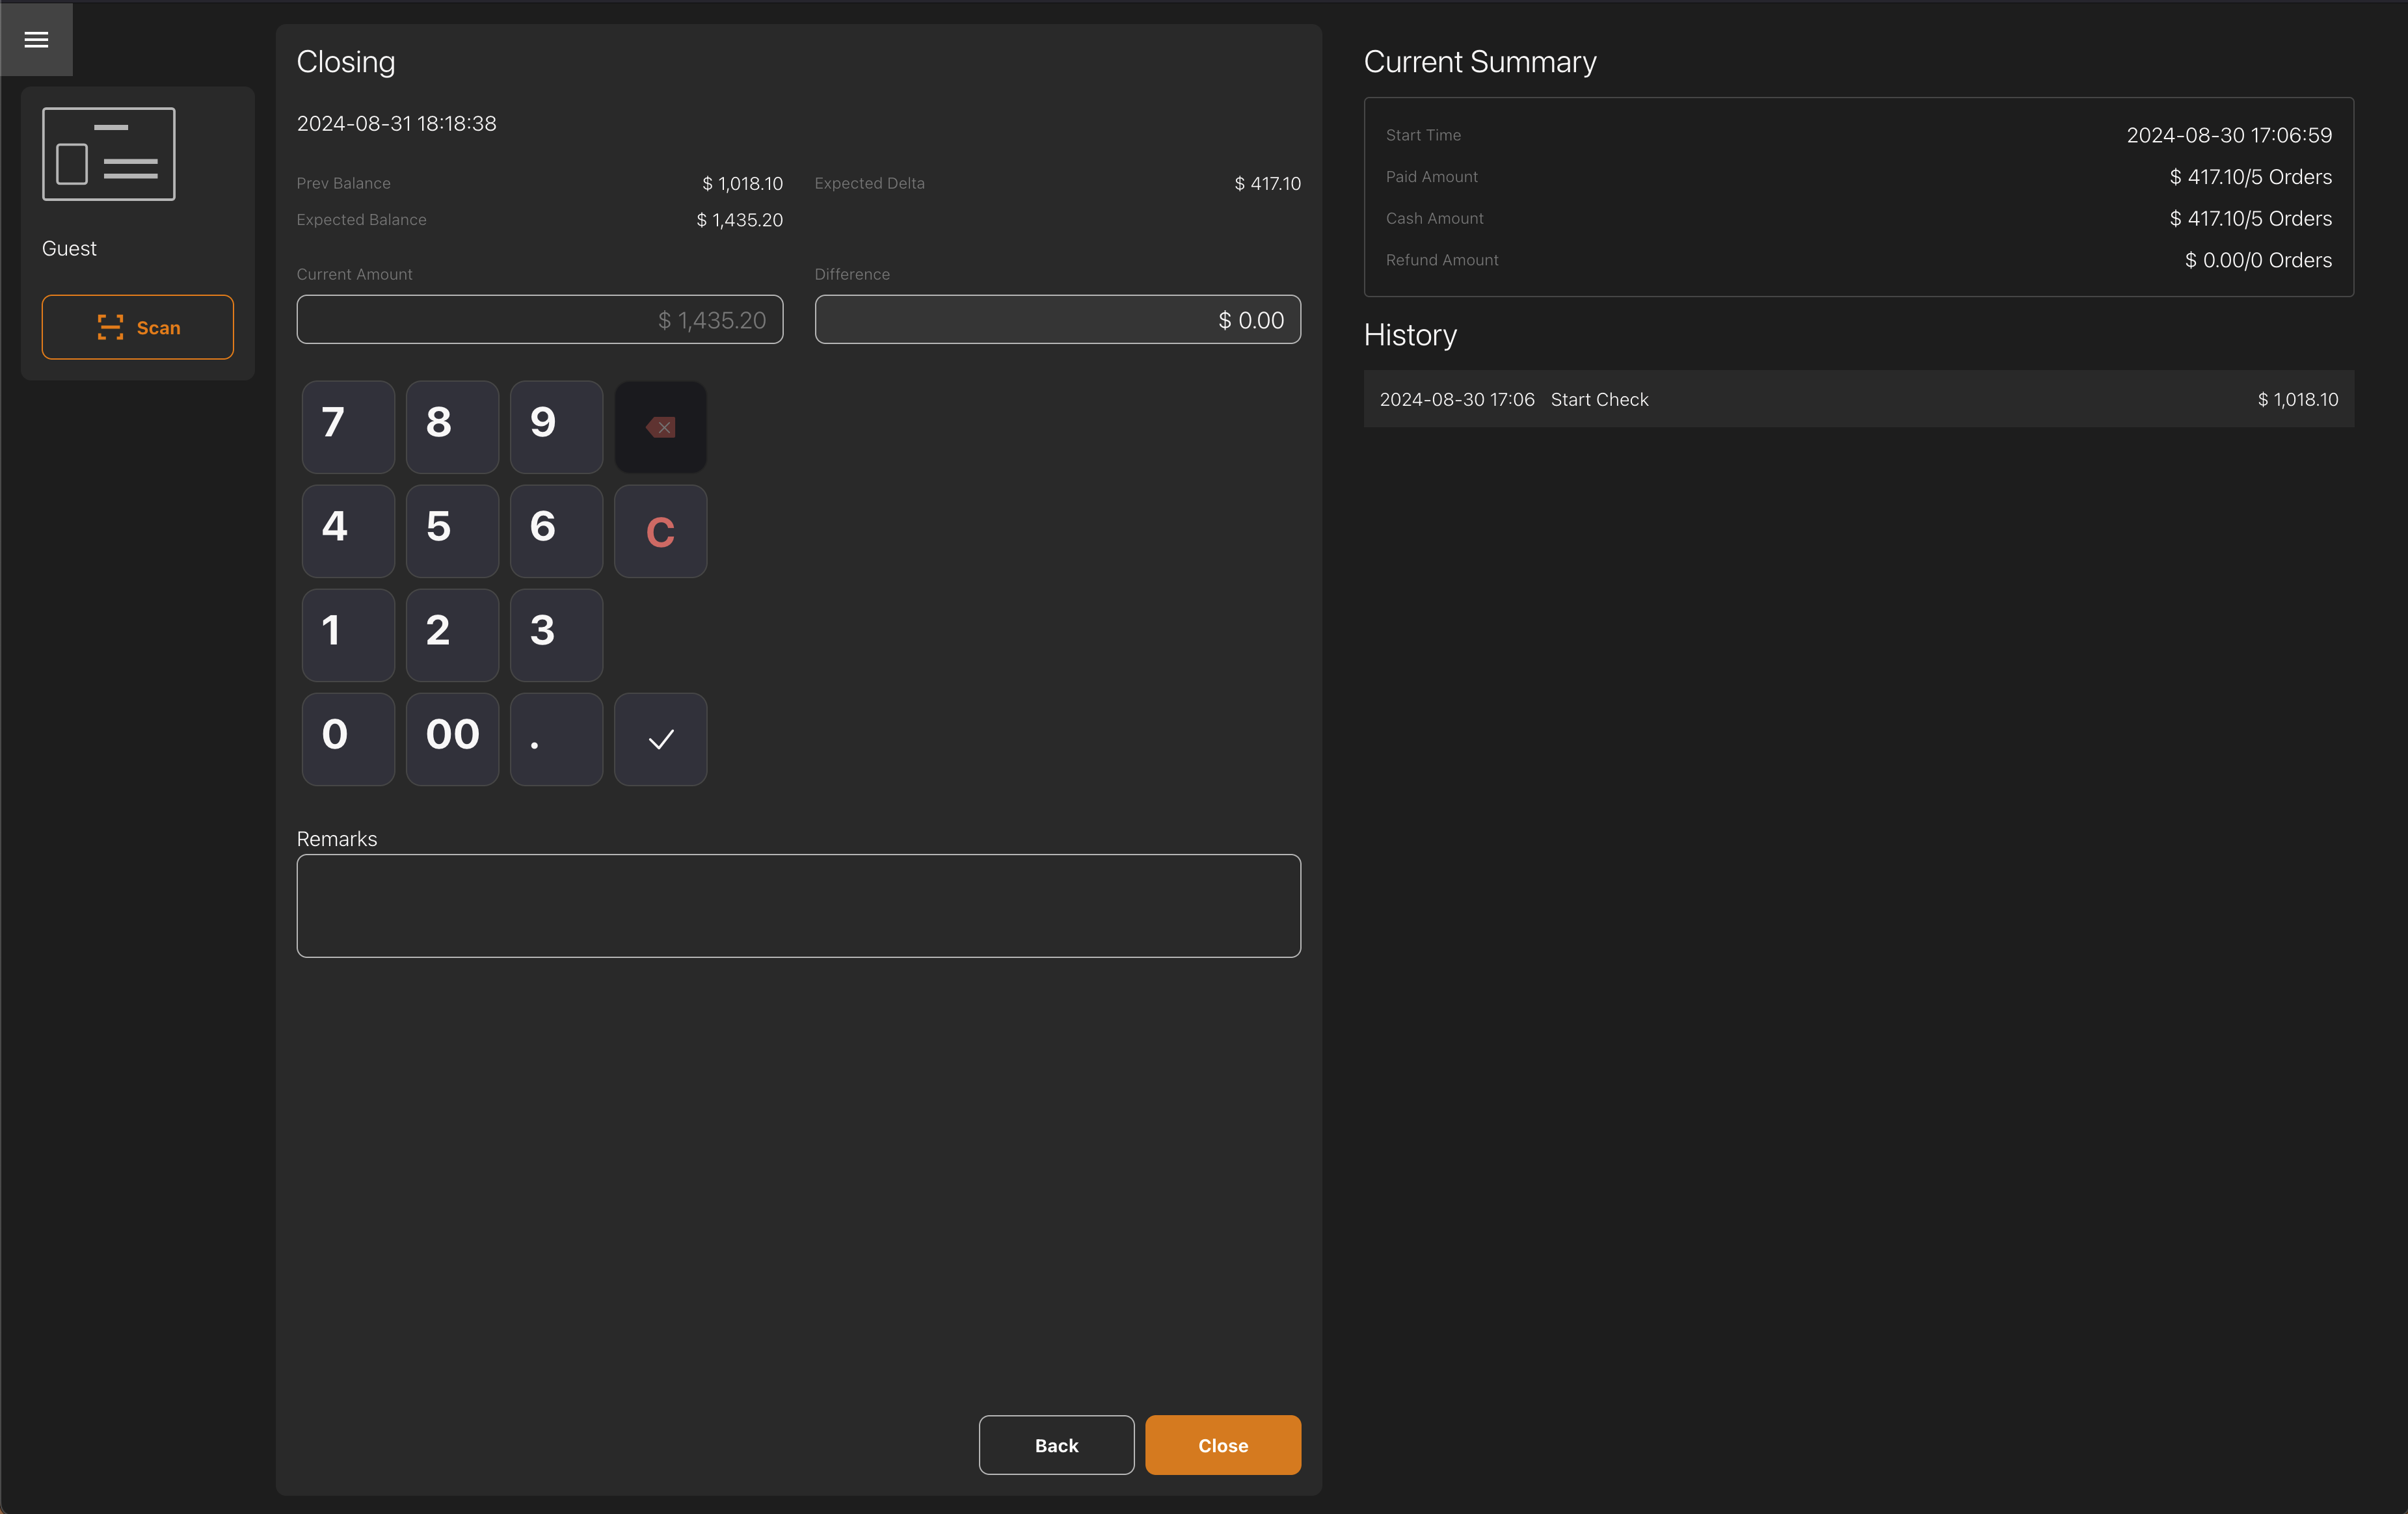 Guest
Scan
Closing
2024-08-31 18:18:38
Prev Balance $ 1,018.10 Expected Delta $ 417.10
Expected Balance $ 1,435.20
Current Amount Difference
$ 1,435.20 $ 0.00
7 8 9
4 5 6 C
1 2 3
0 00 .
Remarks
Back Close
Current Summary
Start Time 2024-08-30 17:06:59
Paid Amount $ 417.10/5 Orders
Cash Amount $ 417.10/5 Orders
Refund Amount $ 0.00/0 Orders
History
2024-08-30 17:06 Start Check $ 1,018.10